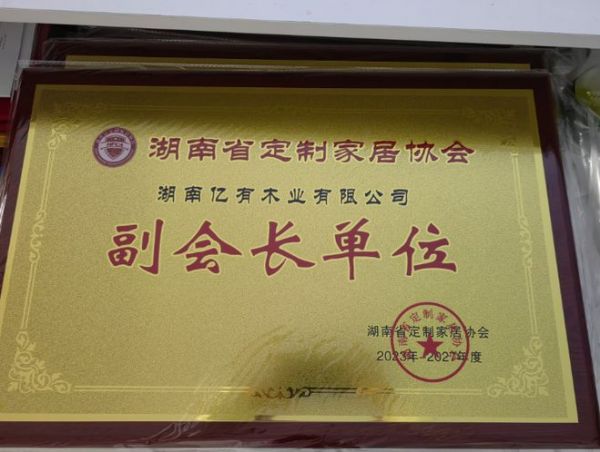 湖南省定制家居协会
湖南亿有木业有限公司
副会长单位
湖南省定制家居协会
2023年-2027年度